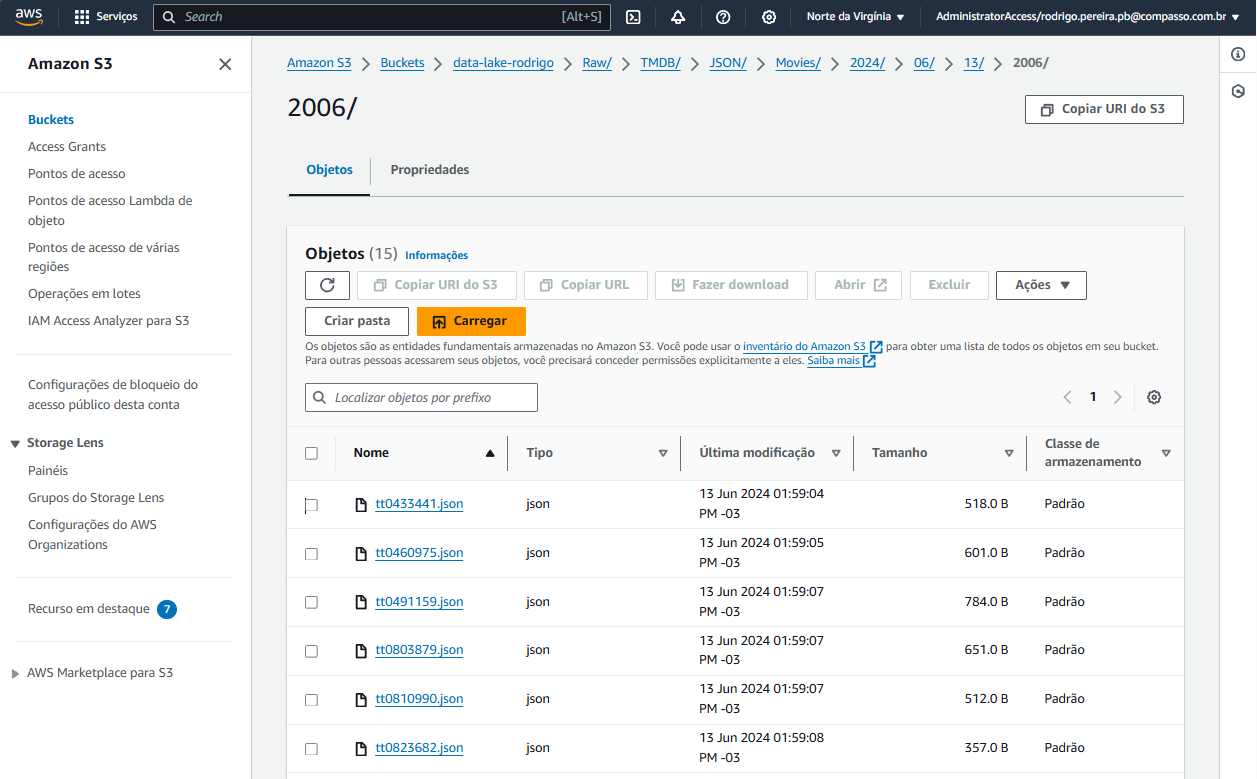 aws
Serviços
Search
[Alt+S]
Norte da Virgínia
AdministratorAccess/rodrigo.pereira.pb@compasso.com.br
Amazon S3
Buckets
Access Grants
Pontos de acesso
Pontos de acesso Lambda de
objeto
Pontos de acesso de várias
regiões
Operações em lotes
IAM Access Analyzer para S3
Configurações de bloqueio do
acesso público desta conta
Storage Lens
Painéis
Grupos do Storage Lens
Configurações do AWS
Organizations
Recurso em destaque 7
AWS Marketplace para S3
Amazon S3 > Buckets > data-lake-rodrigo > Raw/ > TMDB/ > JSON/ > Movies/ > 2024/ > 06/ > 13/ > 2006/
2006/
Copiar URI do S3
Objetos
Propriedades
Objetos (15) Informações
Copiar URI do S3
Copiar URL
Fazer download
Abrir
Excluir
Ações
Criar pasta
Carregar
Os objetos são as entidades fundamentais armazenadas no Amazon S3. Você pode usar o inventário do Amazon S3 para obter uma lista de todos os objetos em seu bucket.
Para outras pessoas acessarem seus objetos, você precisará conceder permissões explicitamente a eles. Saiba mais
Localizar objetos por prefixo
1
Nome
Tipo
Última modificação
Tamanho
Classe de
armazenamento
tt0433441.json json 13 Jun 2024 01:59:04 518.0 B Padrão
PM -03
tt0460975.json json 13 Jun 2024 01:59:05 601.0 B Padrão
PM -03
tt0491159.json json 13 Jun 2024 01:59:07 784.0 B Padrão
PM -03
tt0803879.json json 13 Jun 2024 01:59:07 651.0 B Padrão
PM -03
tt0810990.json json 13 Jun 2024 01:59:07 512.0 B Padrão
PM -03
tt0823682.json json 13 Jun 2024 01:59:08 357.0 B Padrão
PM -03